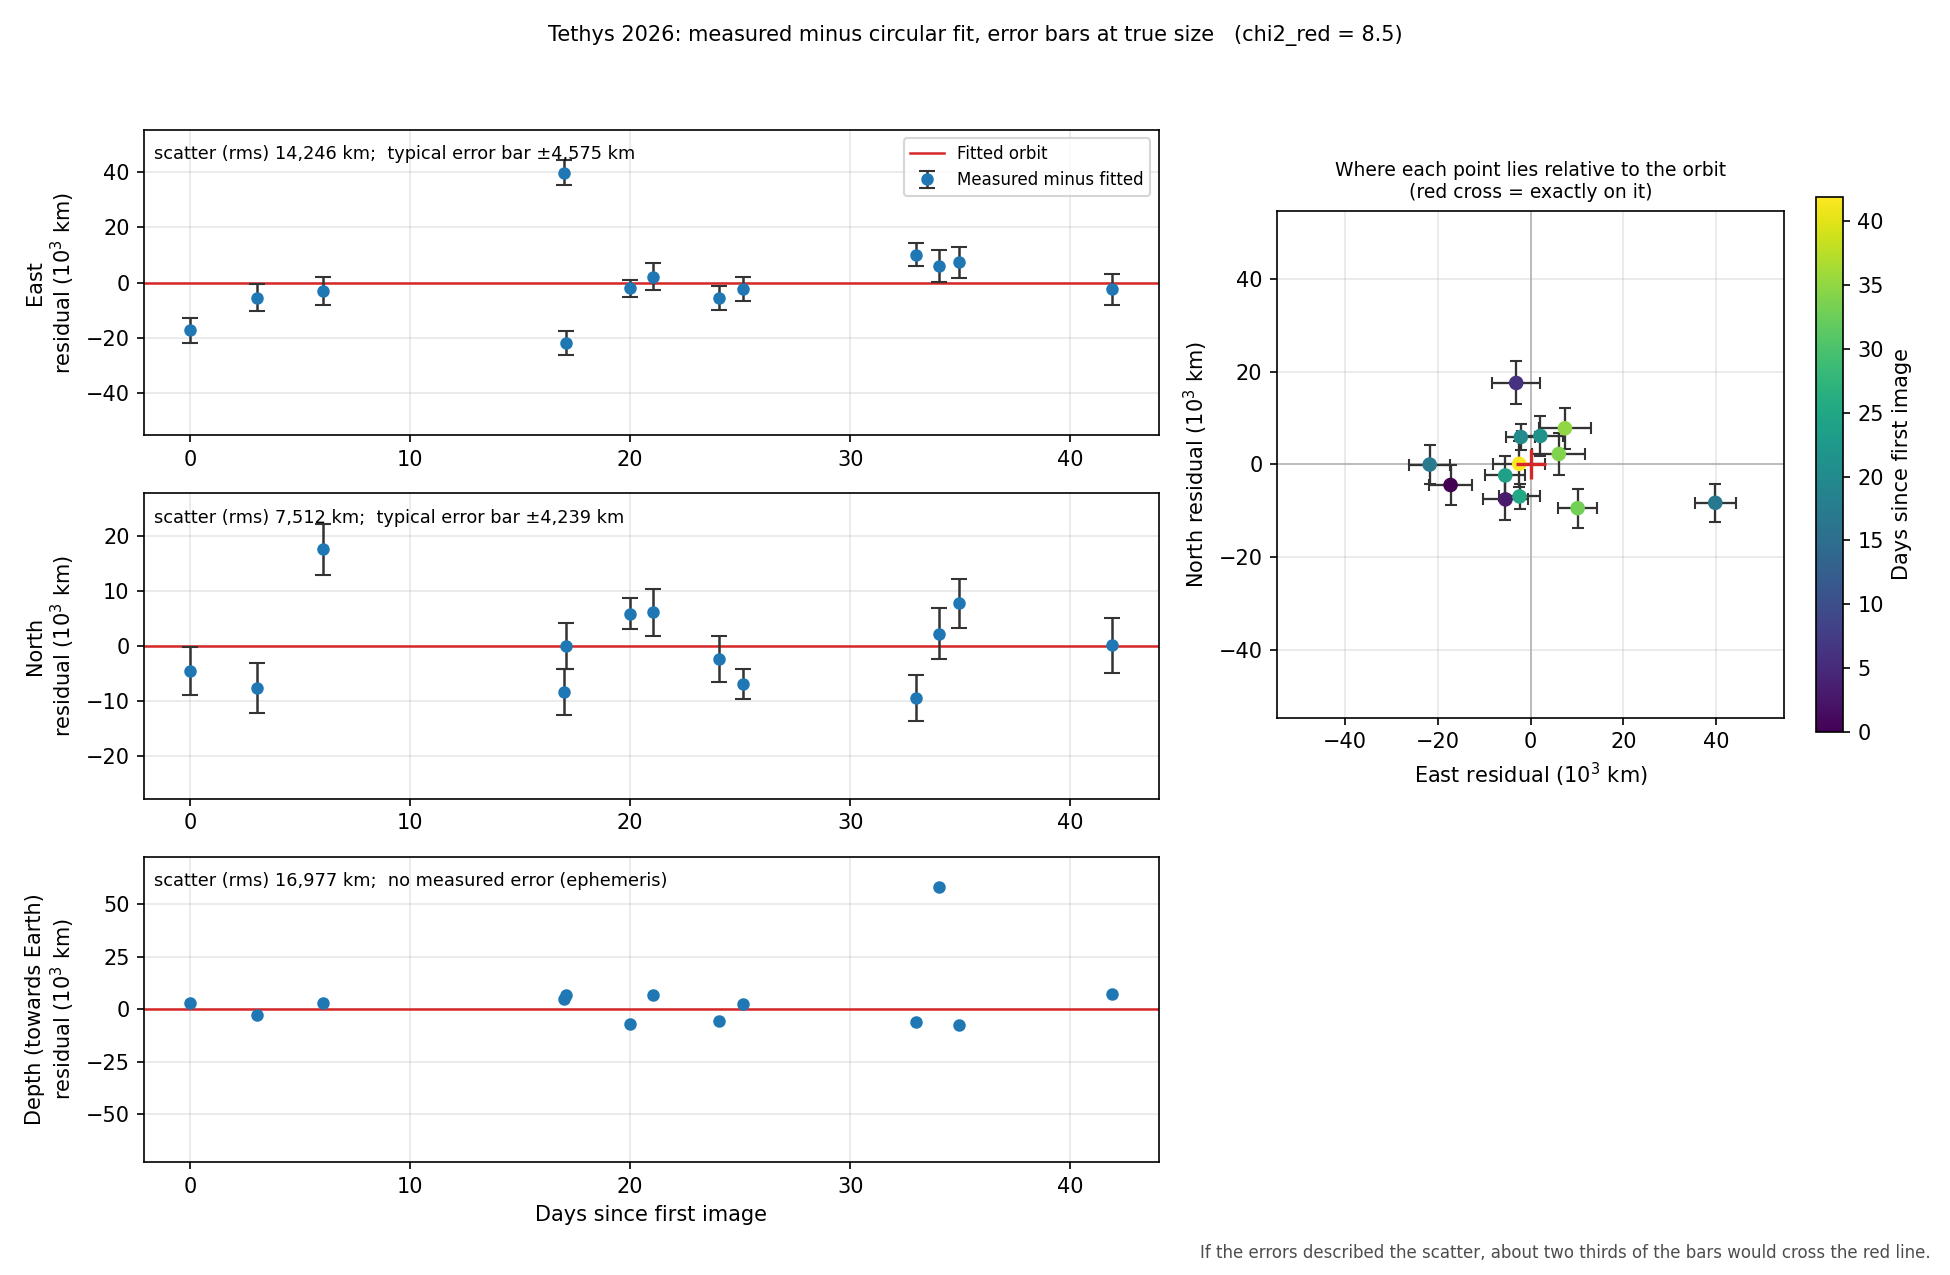 Tethys 2026: measured minus circular fit, error bars at true size (chi2_red = 8.5)
scatter (rms) 14,246 km; typical error bar ±4,575 km
Fitted orbit
Measured minus fitted
East
residual (10³ km)
40
20
0
−20
−40
0 10 20 30 40
scatter (rms) 7,512 km; typical error bar ±4,239 km
North
residual (10³ km)
20
10
0
−10
−20
0 10 20 30 40
scatter (rms) 16,977 km; no measured error (ephemeris)
Depth (towards Earth)
residual (10³ km)
50
25
0
−25
−50
0 10 20 30 40
Days since first image
Where each point lies relative to the orbit
(red cross = exactly on it)
North residual (10³ km)
40
20
0
−20
−40
−40 −20 0 20 40
East residual (10³ km)
40
35
30
25
20
15
10
5
0
Days since first image
If the errors described the scatter, about two thirds of the bars would cross the red line.